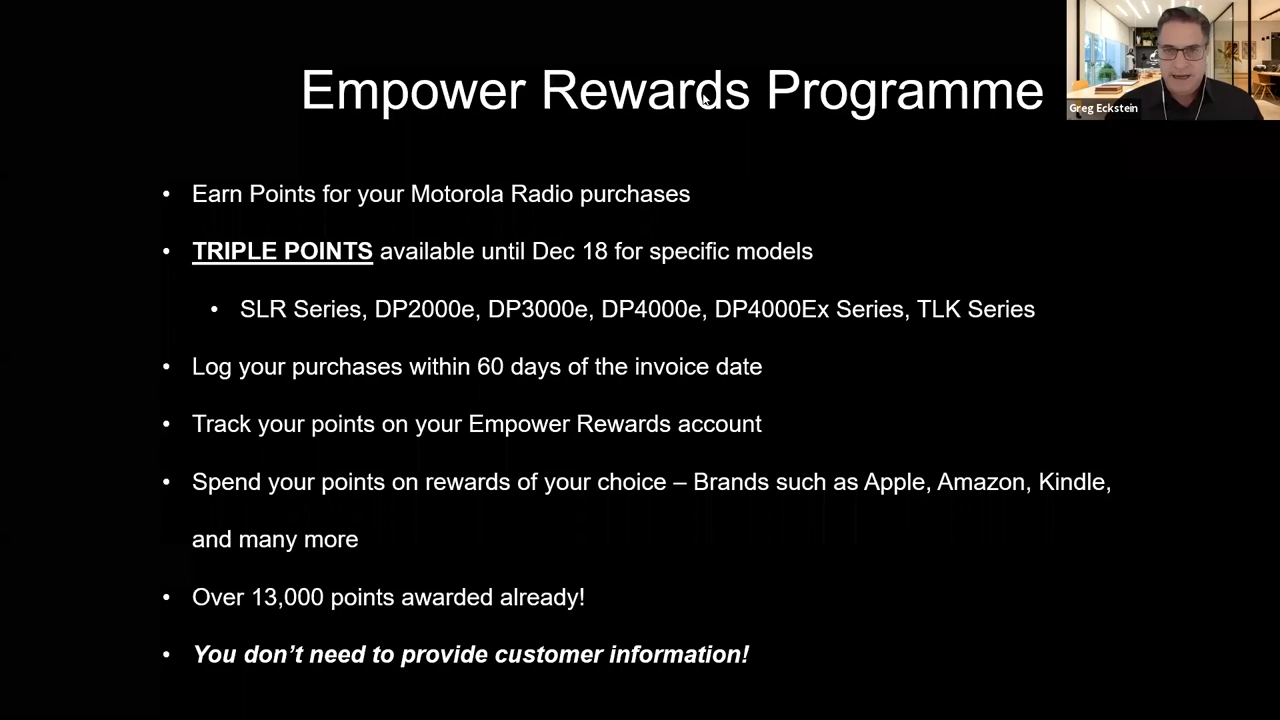 Empower Rewards Programme
Greg Eckstein
• Earn Points for your Motorola Radio purchases
• TRIPLE POINTS available until Dec 18 for specific models
• SLR Series, DP2000e, DP3000e, DP4000e, DP4000Ex Series, TLK Series
• Log your purchases within 60 days of the invoice date
• Track your points on your Empower Rewards account
• Spend your points on rewards of your choice – Brands such as Apple, Amazon, Kindle,
and many more
• Over 13,000 points awarded already!
• You don’t need to provide customer information!